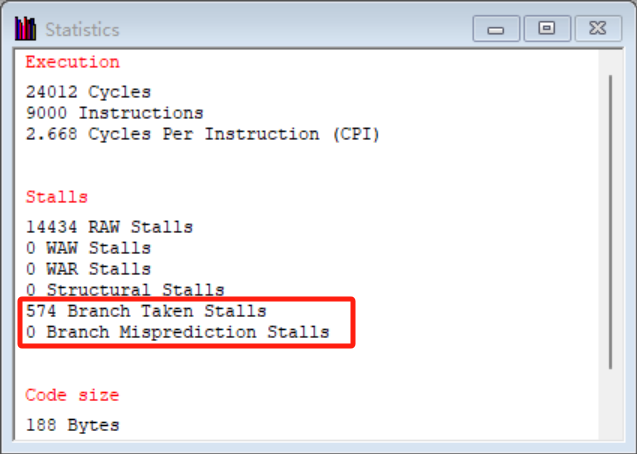 Statistics
Execution
24012 Cycles
9000 Instructions
2.668 Cycles Per Instruction (CPI)
Stalls
14434 RAW Stalls
0 WAW Stalls
0 WAR Stalls
0 Structural Stalls
574 Branch Taken Stalls
0 Branch Misprediction Stalls
Code size
188 Bytes